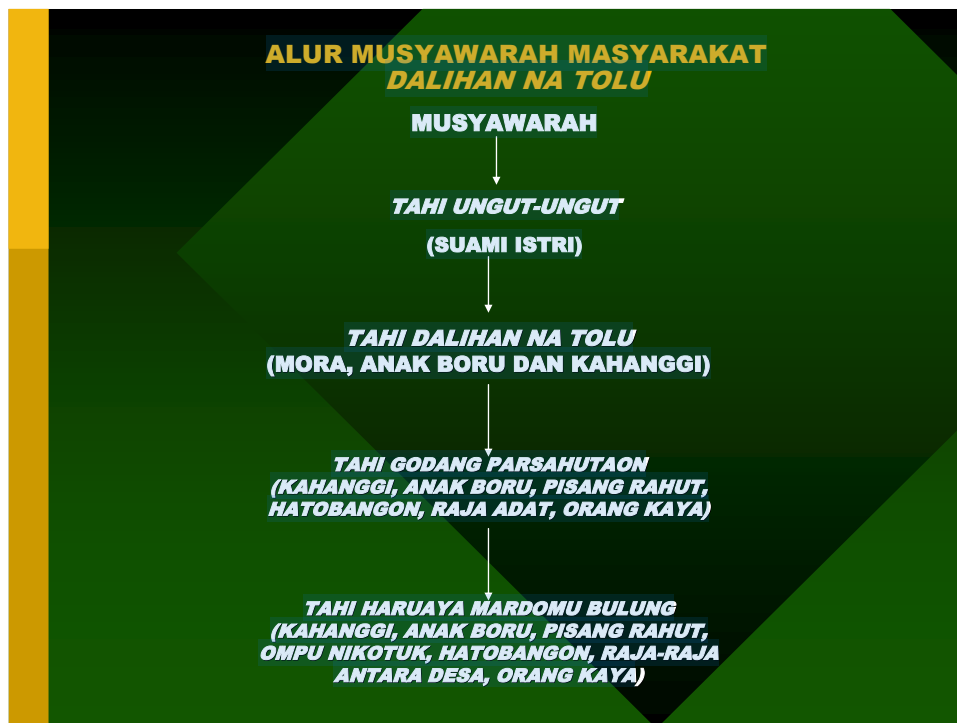 ALUR MUSYAWARAH MASYARAKAT
DALIHAN NA TOLU
MUSYAWARAH
TAHI UNGUT-UNGUT
(SUAMI ISTRI)
TAHI DALIHAN NA TOLU
(MORA, ANAK BORU DAN KAHANGGI)
TAHI GODANG PARSAHUTAON
(KAHANGGI, ANAK BORU, PISANG RAHUT,
HATOBANGON, RAJA ADAT, ORANG KAYA)
TAHI HARUAYA MARDOMU BULUNG
(KAHANGGI, ANAK BORU, PISANG RAHUT,
OMPU NIKOTUK, HATOBANGON, RAJA-RAJA
ANTARA DESA, ORANG KAYA)